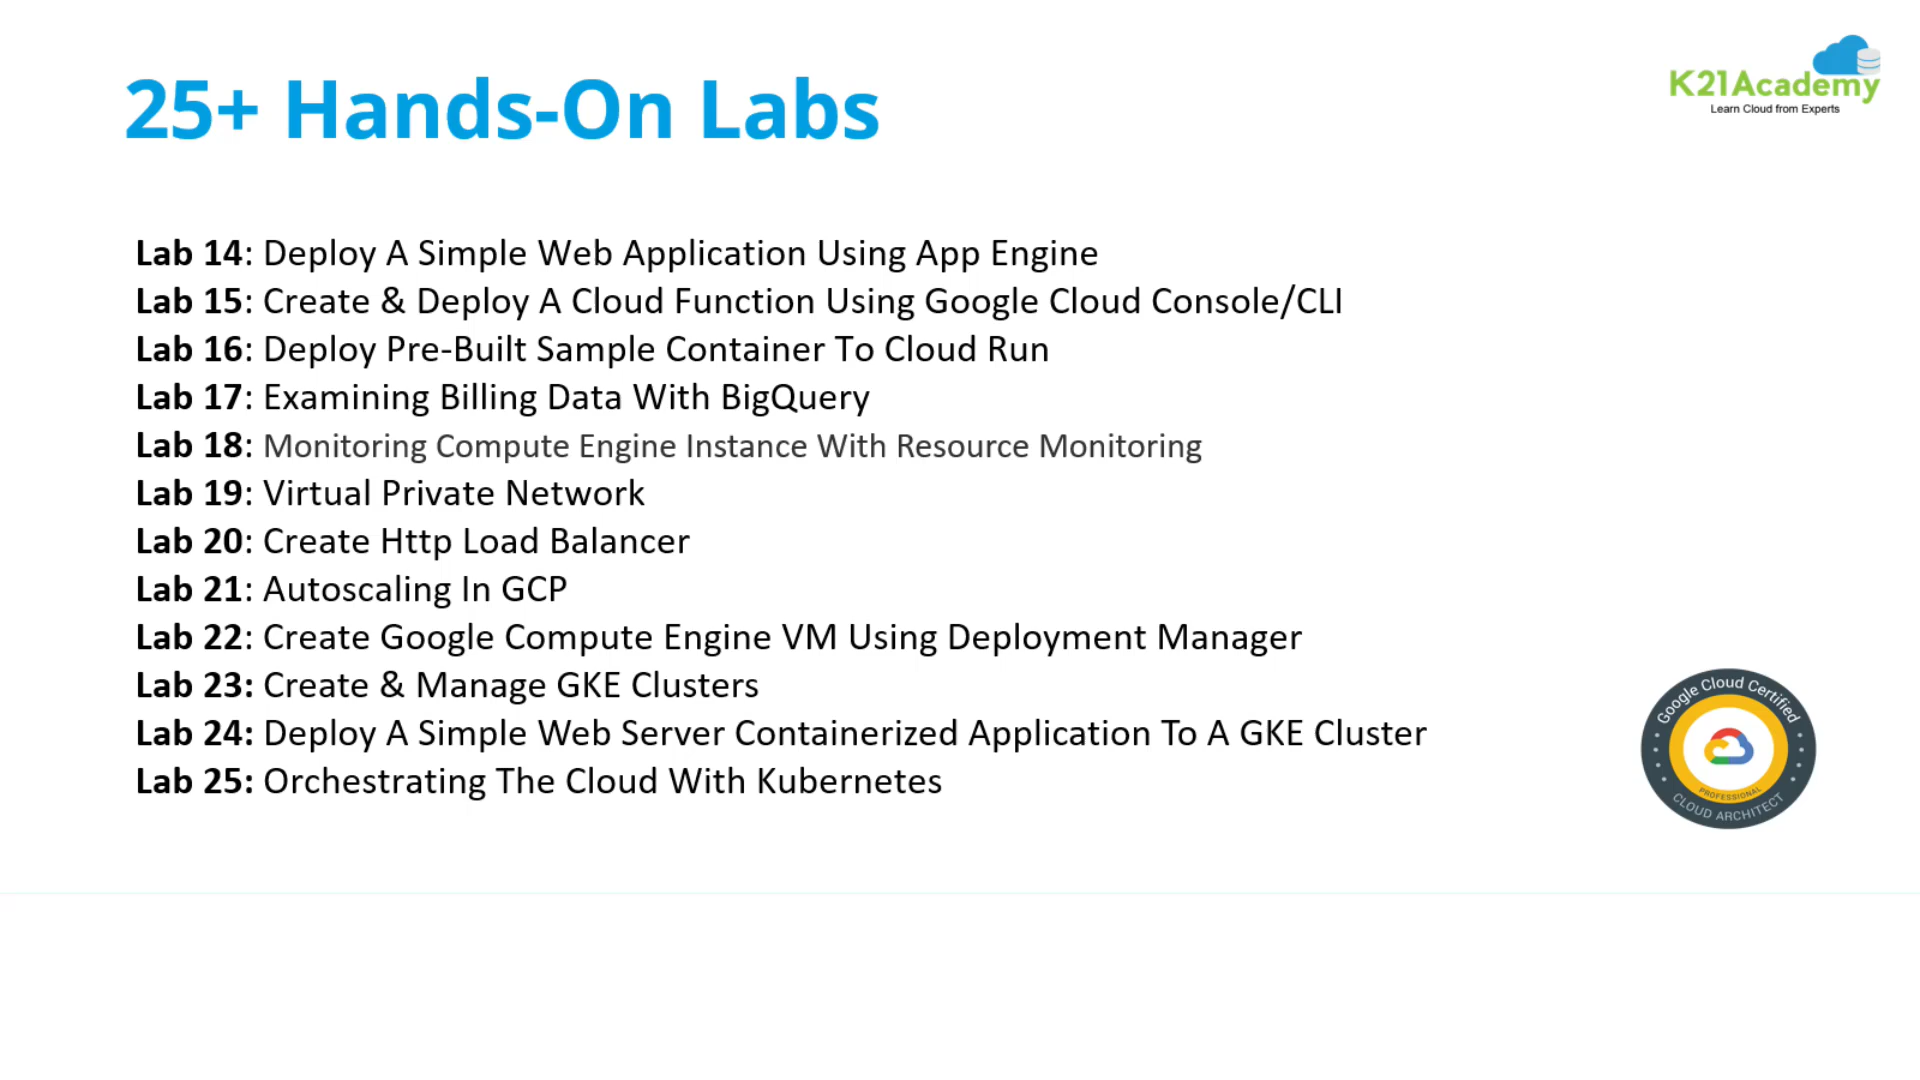 25+ Hands-On Labs
K21Academy
Learn Cloud from Experts
Lab 14: Deploy A Simple Web Application Using App Engine
Lab 15: Create & Deploy A Cloud Function Using Google Cloud Console/CLI
Lab 16: Deploy Pre-Built Sample Container To Cloud Run
Lab 17: Examining Billing Data With BigQuery
Lab 18: Monitoring Compute Engine Instance With Resource Monitoring
Lab 19: Virtual Private Network
Lab 20: Create Http Load Balancer
Lab 21: Autoscaling In GCP
Lab 22: Create Google Compute Engine VM Using Deployment Manager
Lab 23: Create & Manage GKE Clusters
Lab 24: Deploy A Simple Web Server Containerized Application To A GKE Cluster
Lab 25: Orchestrating The Cloud With Kubernetes
Google Cloud Certified
PROFESSIONAL
CLOUD ARCHITECT